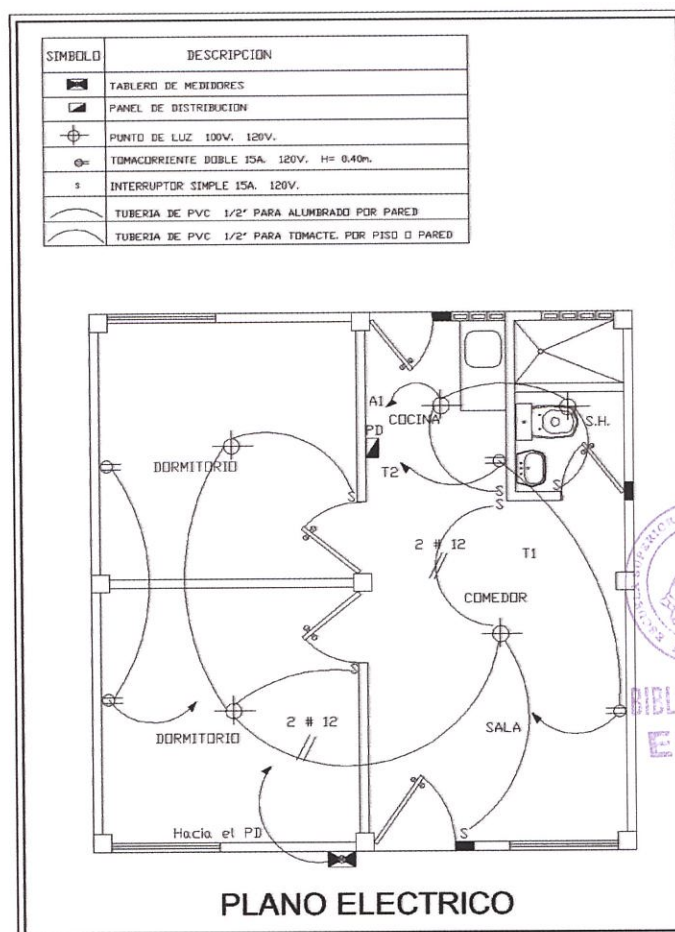 SIMBOLO DESCRIPCION
TABLERO DE MEDIDORES
PANEL DE DISTRIBUCION
PUNTO DE LUZ 100W. 120V.
TOMACORRIENTE DOBLE 15A. 120V. H= 0.40m.
S INTERRUPTOR SIMPLE 15A. 120V.
TUBERIA DE PVC 1/2" PARA ALUMBRADO POR PARED
TUBERIA DE PVC 1/2" PARA TOMACTE. POR PISO O PARED
A1
COCINA
S.H.
PD
DORMITORIO
T2
S
S
S
S
2 # 12
T1
COMEDOR
S
DORMITORIO
2 # 12
SALA
Hacia el PD
S
PLANO ELECTRICO